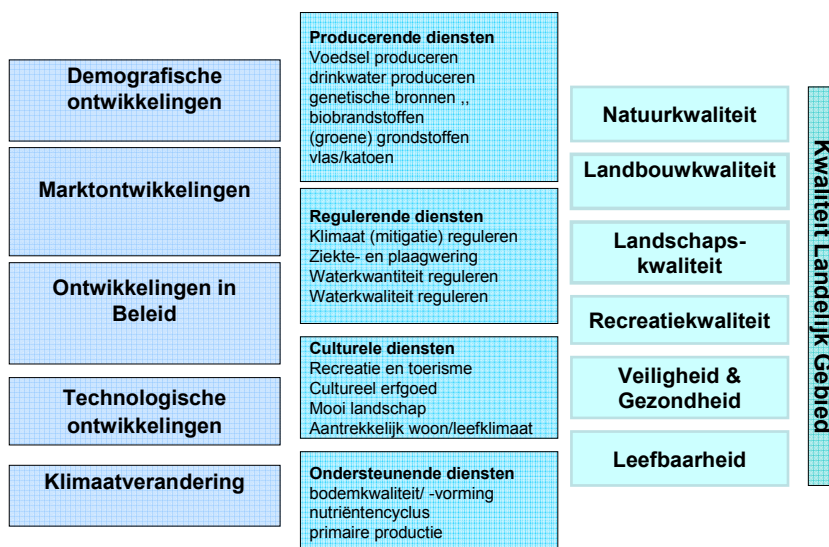 Demografische
ontwikkelingen
Marktontwikkelingen
Ontwikkelingen in
Beleid
Technologische
ontwikkelingen
Klimaatverandering
Producerende diensten
Voedsel produceren
drinkwater produceren
genetische bronnen ,,
biobrandstoffen
(groene) grondstoffen
vlas/katoen
Regulerende diensten
Klimaat (mitigatie) reguleren
Ziekte- en plaagwering
Waterkwantiteit reguleren
Waterkwaliteit reguleren
Culturele diensten
Recreatie en toerisme
Cultureel erfgoed
Mooi landschap
Aantrekkelijk woon/leefklimaat
Ondersteunende diensten
bodemkwaliteit/ -vorming
nutriëntencyclus
primaire productie
Natuurkwaliteit
Landbouwkwaliteit
Landschaps-
kwaliteit
Recreatiekwaliteit
Veiligheid &
Gezondheid
Leefbaarheid
Kwaliteit Landelijk Gebied